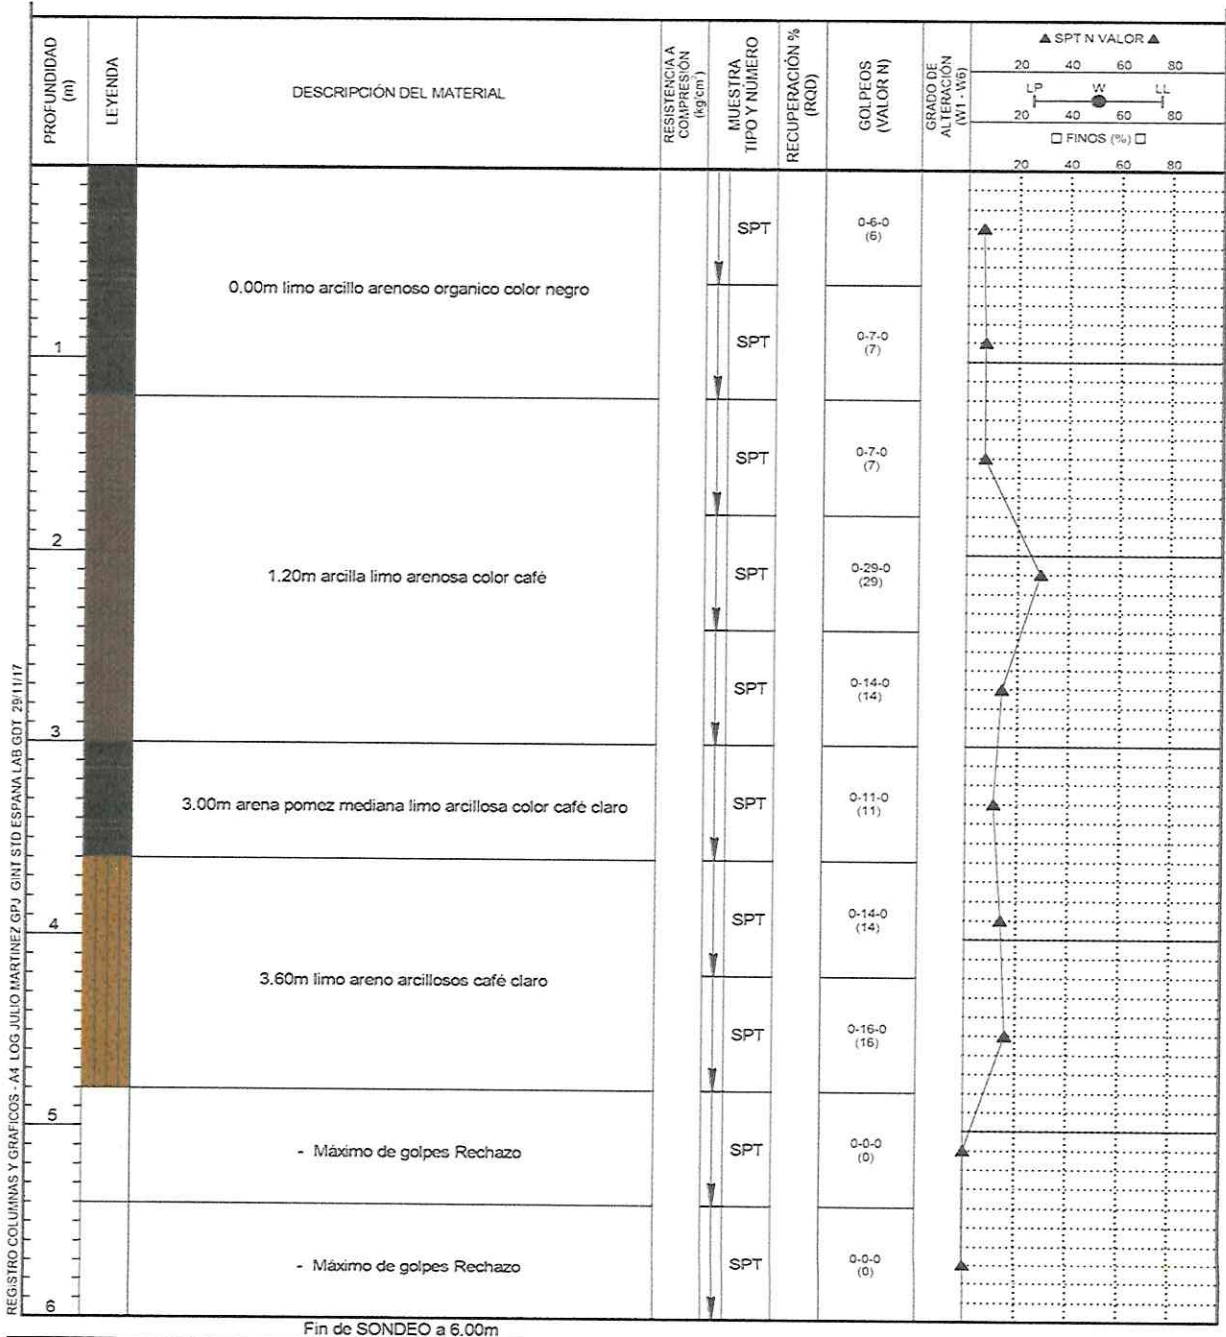 PROFUNDIDAD
(m)
LEYENDA
DESCRIPCIÓN DEL MATERIAL
RESISTENCIA A
COMPRESIÓN
(kg/cm²)
MUESTRA
TIPO Y NÚMERO
RECUPERACIÓN %
(RQD)
GOLPEOS
(VALOR N)
GRADO DE
ALTERACIÓN
(W1 - W6)
▲ SPT N VALOR ▲
20 40 60 80
LP W LL
20 40 60 80
□ FINOS (%) □
20 40 60 80
SPT
0-6-0
(6)
0.00m limo arcillo arenoso organico color negro
1
SPT
0-7-0
(7)
SPT
0-7-0
(7)
2
1.20m arcilla limo arenosa color café
SPT
0-29-0
(29)
SPT
0-14-0
(14)
3
3.00m arena pomez mediana limo arcillosa color café claro
SPT
0-11-0
(11)
4
SPT
0-14-0
(14)
3.60m limo areno arcillosos café claro
SPT
0-16-0
(16)
5
- Máximo de golpes Rechazo
SPT
0-0-0
(0)
- Máximo de golpes Rechazo
SPT
0-0-0
(0)
6
Fin de SONDEO a 6.00m
REGISTRO COLUMNAS Y GRAFICOS - A4 LOG JULIO MARTINEZ GPJ GINT STD ESPANA LAB GDT 29/11/17